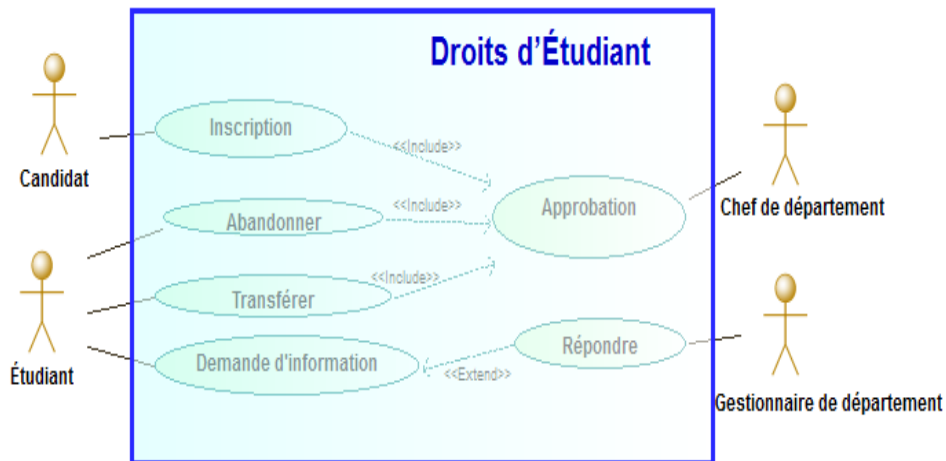 Droits d'Étudiant
Inscription
<<Include>>
Candidat
Abandonner
<<Include>>
Approbation
Chef de département
Transférer
<<Include>>
Étudiant
Demande d'information
<<Extend>>
Répondre
Gestionnaire de département